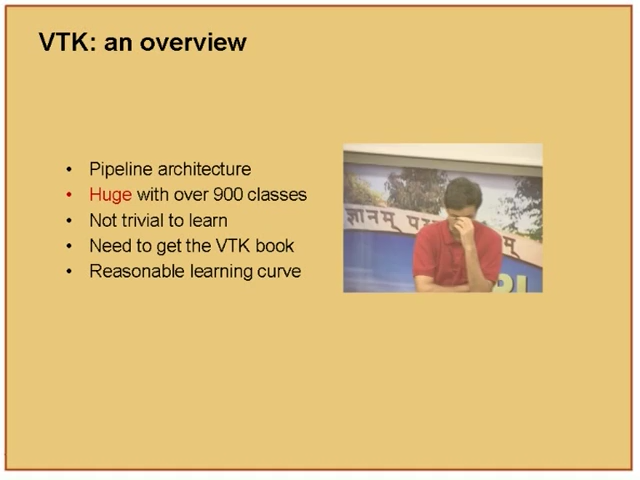 VTK: an overview
Pipeline architecture
Huge with over 900 classes
Not trivial to learn
Need to get the VTK book
Reasonable learning curve
ज्ञानम्